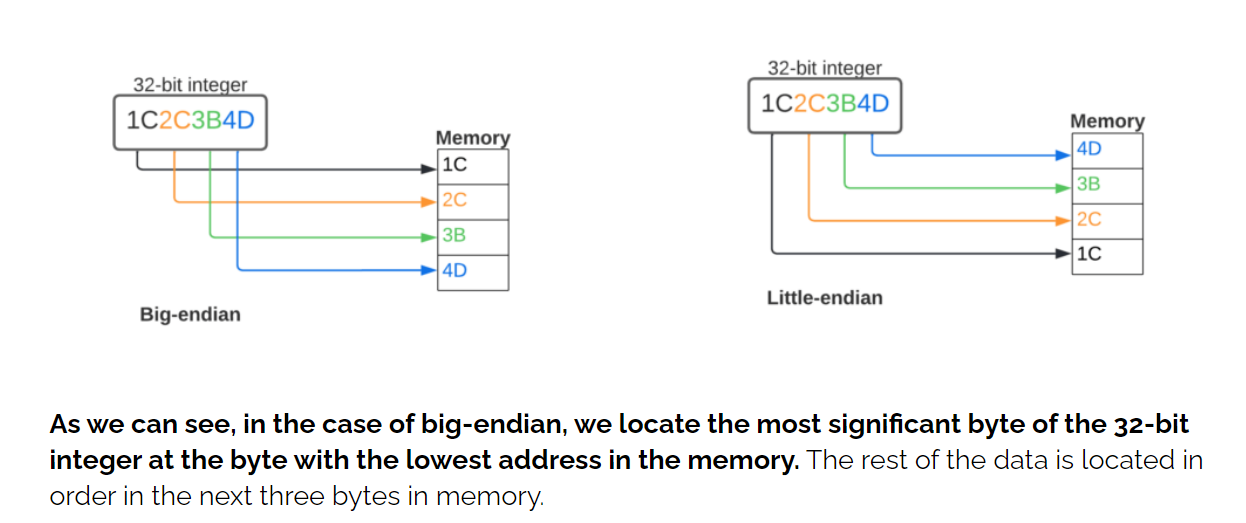 32-bit integer
1C2C3B4D
Memory
1C
2C
3B
4D
Big-endian
32-bit integer
1C2C3B4D
Memory
4D
3B
2C
1C
Little-endian
As we can see, in the case of big-endian, we locate the most significant byte of the 32-bit
integer at the byte with the lowest address in the memory. The rest of the data is located in
order in the next three bytes in memory.